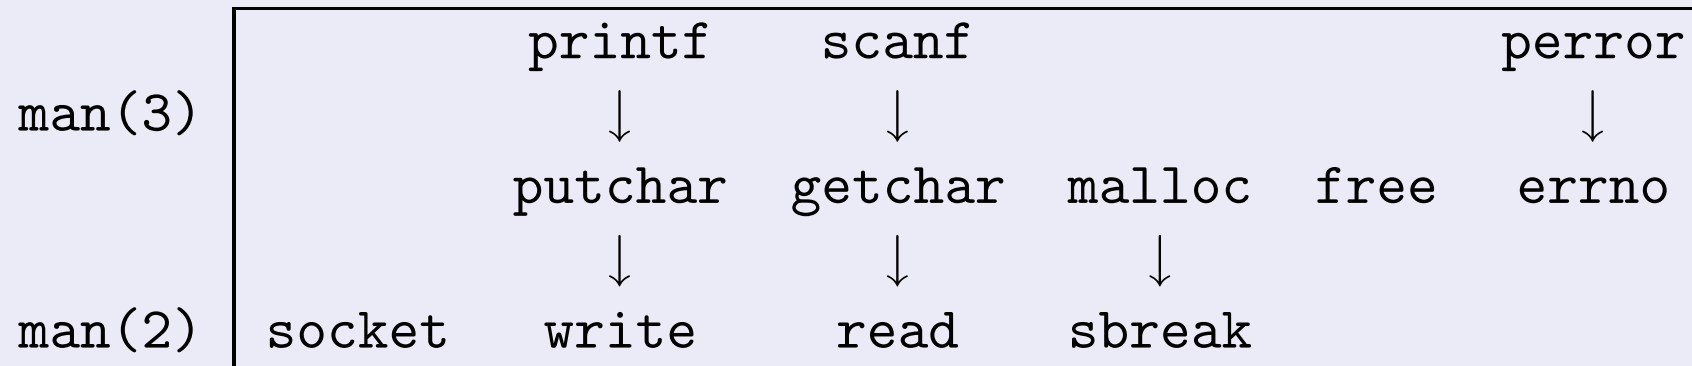 printf scanf perror
man(3)
↓ ↓ ↓
putchar getchar malloc free errno
↓ ↓ ↓
man(2) socket write read sbreak